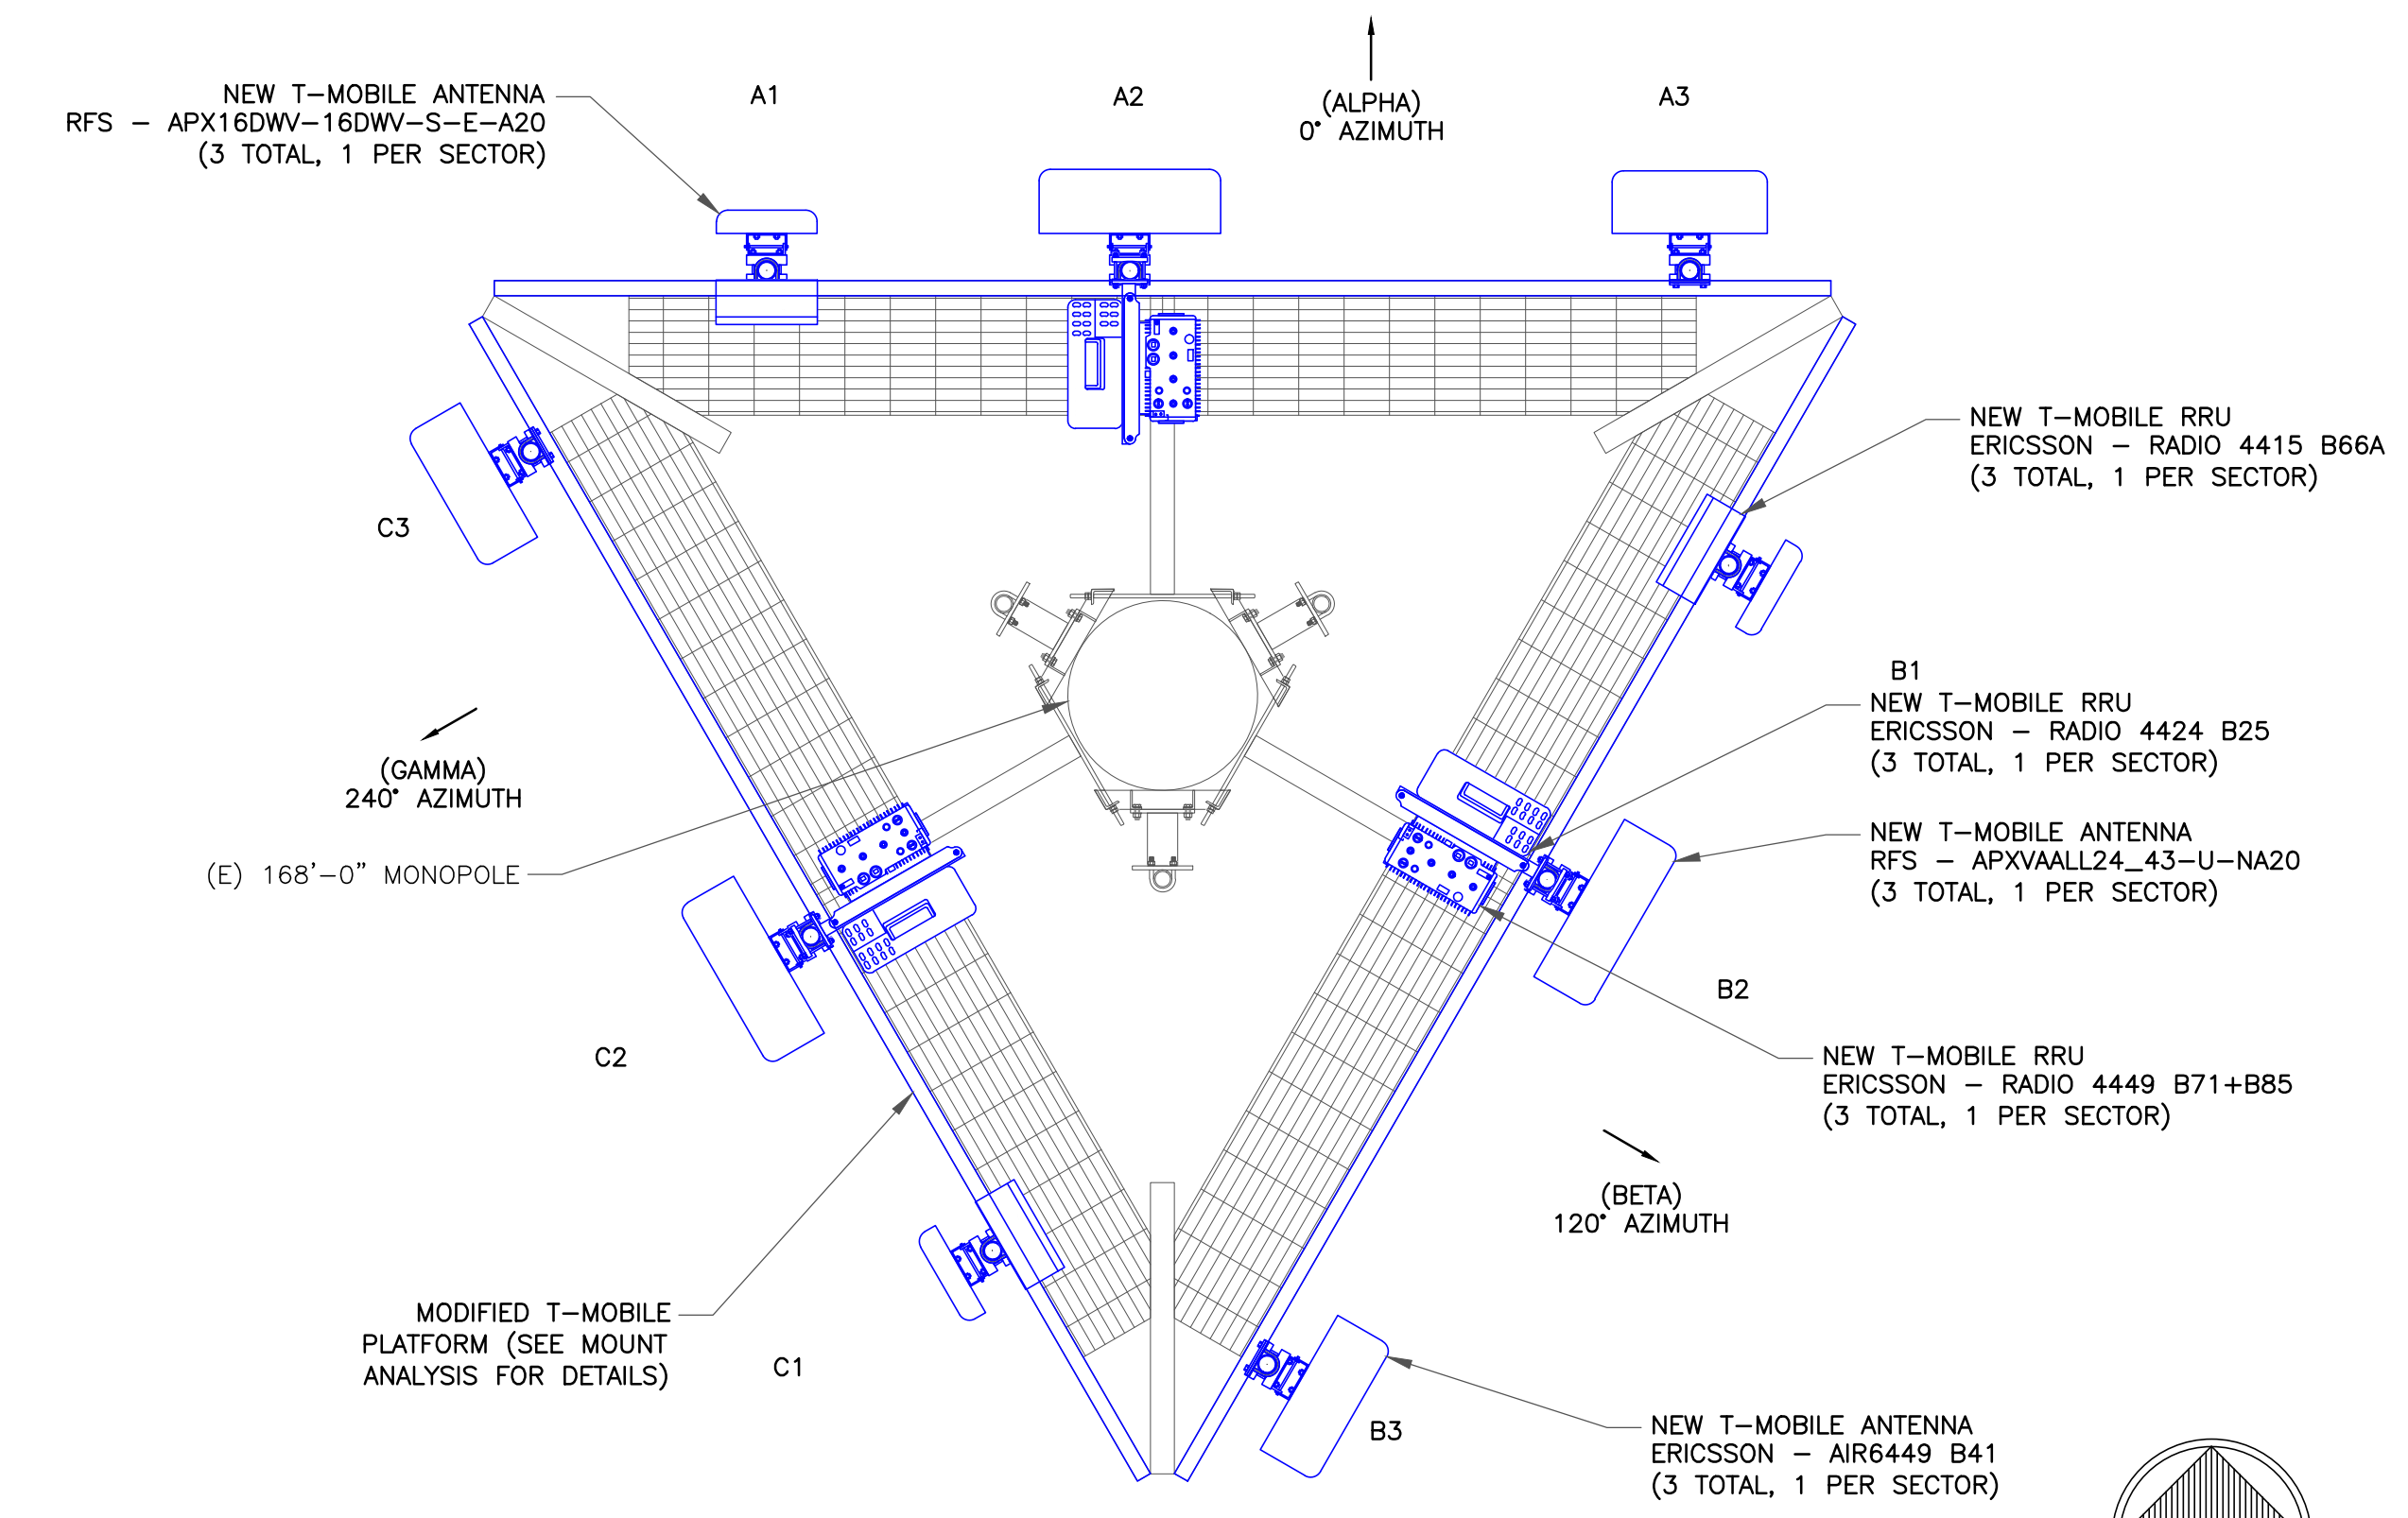 A1
A2
(ALPHA)
0° AZIMUTH
A3
NEW T-MOBILE ANTENNA
RFS - APX16DWV-16DWV-S-E-A20
(3 TOTAL, 1 PER SECTOR)
NEW T-MOBILE RRU
ERICSSON - RADIO 4415 B66A
(3 TOTAL, 1 PER SECTOR)
C3
B1
NEW T-MOBILE RRU
ERICSSON - RADIO 4424 B25
(3 TOTAL, 1 PER SECTOR)
(GAMMA)
240° AZIMUTH
(E) 168'-0" MONOPOLE
NEW T-MOBILE ANTENNA
RFS - APXVAALL24_43-U-NA20
(3 TOTAL, 1 PER SECTOR)
B2
C2
NEW T-MOBILE RRU
ERICSSON - RADIO 4449 B71+B85
(3 TOTAL, 1 PER SECTOR)
(BETA)
120° AZIMUTH
MODIFIED T-MOBILE
PLATFORM (SEE MOUNT
ANALYSIS FOR DETAILS)
C1
B3
NEW T-MOBILE ANTENNA
ERICSSON - AIR6449 B41
(3 TOTAL, 1 PER SECTOR)